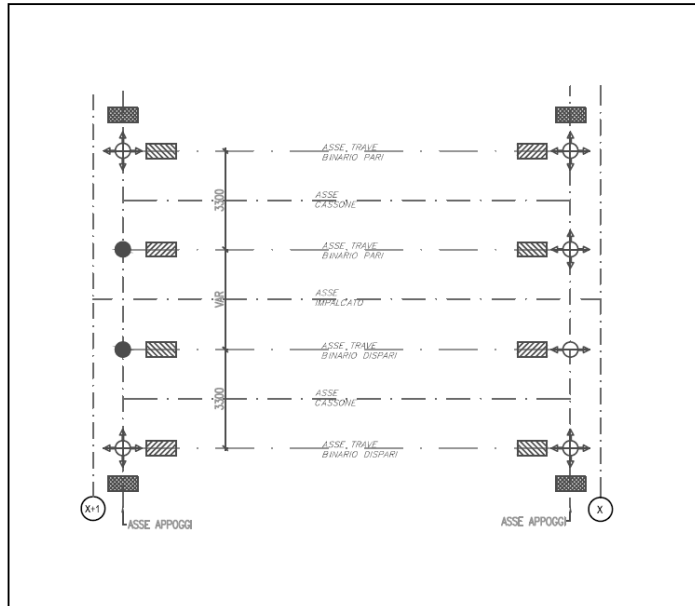 ASSE TRAVE
BINARIO PARI
3300
ASSE
CASSONE
ASSE TRAVE
BINARIO PARI
VAR
ASSE
IMPALCATO
ASSE TRAVE
BINARIO DISPARI
3300
ASSE
CASSONE
ASSE TRAVE
BINARIO DISPARI
X+1
X
ASSE APPOGGI
ASSE APPOGGI